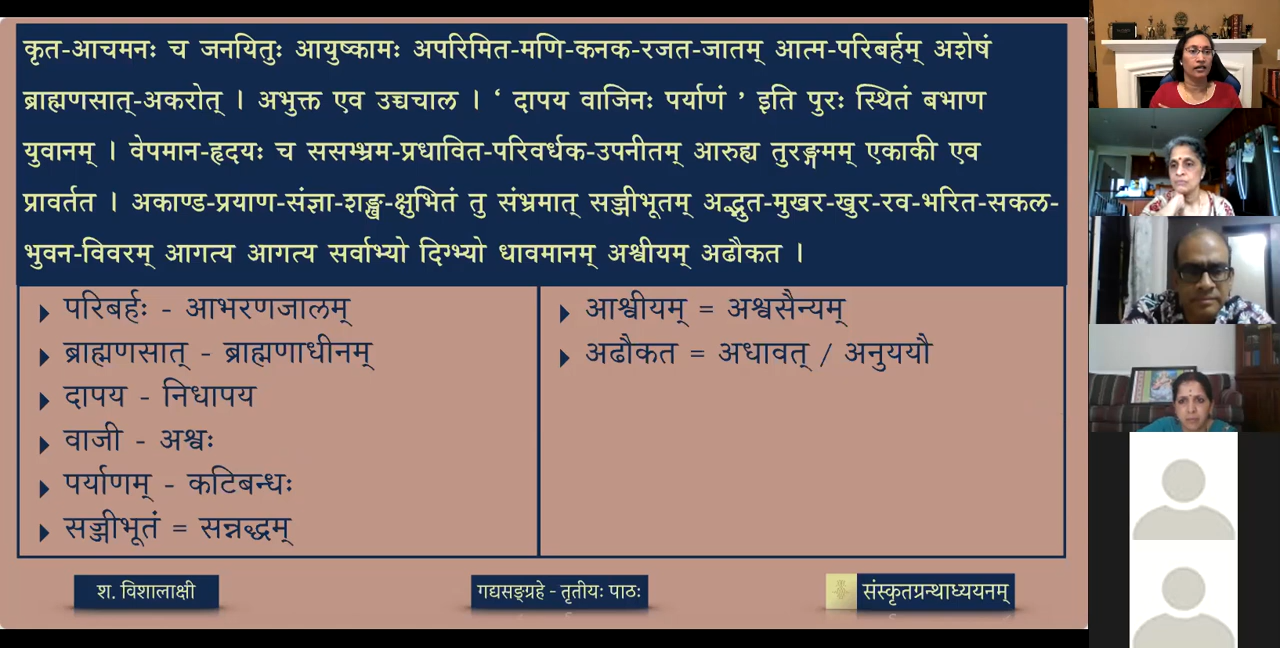 कृत-आचमनः च जनयितुः आयुष्कामः अपरिमित-मणि-कनक-रजत-जातम् आत्म-परिबर्हम् अशेषं
ब्राह्मणसात्-अकरोत् । अभुक्त एव उच्चचाल । ‘ दापय वाजिनः पर्याणं ’ इति पुरः स्थितं बभाण
युवानम् । वेपमान-हृदयः च ससम्भ्रम-प्रधावित-परिवर्धक-उपनीतम् आरुह्य तुरङ्गमम् एकाकी एव
प्रावर्तत । अकाण्ड-प्रयाण-संज्ञा-शङ्ख-क्षुभितं तु संभ्रमात् सज्जीभूतम् अद्भुत-मुखर-खुर-रव-भरित-सकल-
भुवन-विवरम् आगत्य आगत्य सर्वाभ्यो दिग्भ्यो धावमानम् अश्वीयम् अढौकत ।
परिबर्हः - आभरणजालम्
ब्राह्मणसात् - ब्राह्मणाधीनम्
दापय - निधापय
वाजी - अश्वः
पर्याणम् - कटिबन्धः
सज्जीभूतं = सन्नद्धम्
आश्वीयम् = अश्वसैन्यम्
अढौकत = अधावत् / अनुययौ
श. विशालाक्षी
गद्यसङ्ग्रहे - तृतीयः पाठः
संस्कृतग्रन्थाध्ययनम्